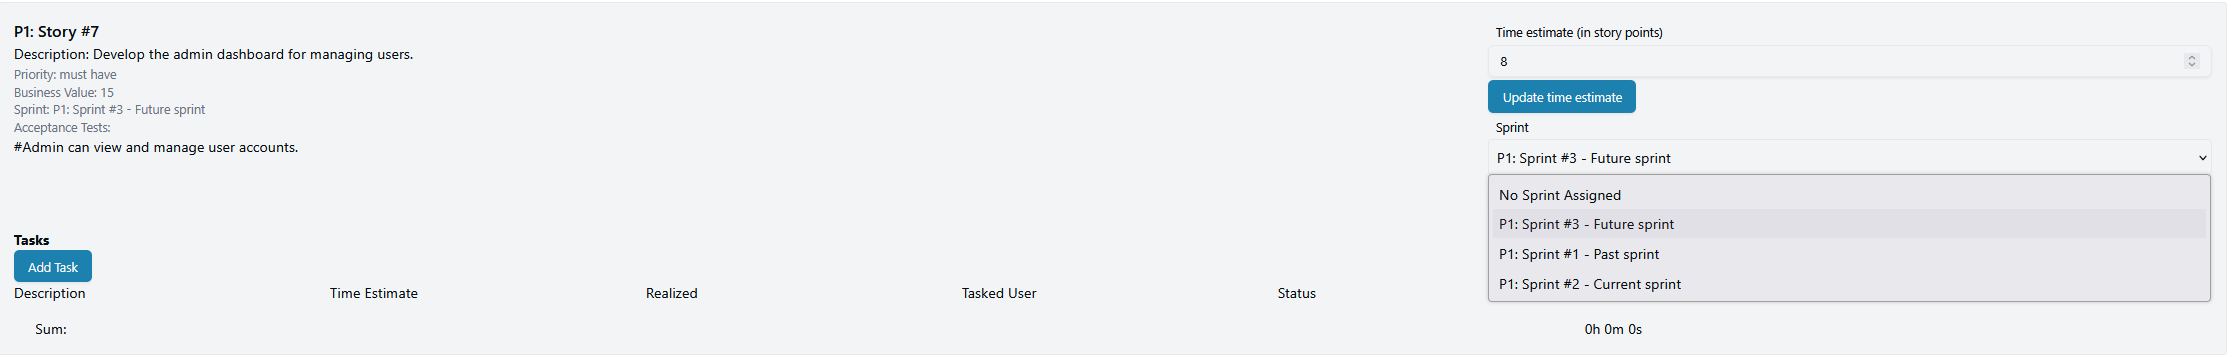 P1: Story #7
Description: Develop the admin dashboard for managing users.
Priority: must have
Business Value: 15
Sprint: P1: Sprint #3 - Future sprint
Acceptance Tests:
#Admin can view and manage user accounts.
Time estimate (in story points)
8
Update time estimate
Sprint
P1: Sprint #3 - Future sprint
No Sprint Assigned
P1: Sprint #3 - Future sprint
P1: Sprint #1 - Past sprint
P1: Sprint #2 - Current sprint
Tasks
Add Task
Description Time Estimate Realized Tasked User Status
Sum: 0h 0m 0s